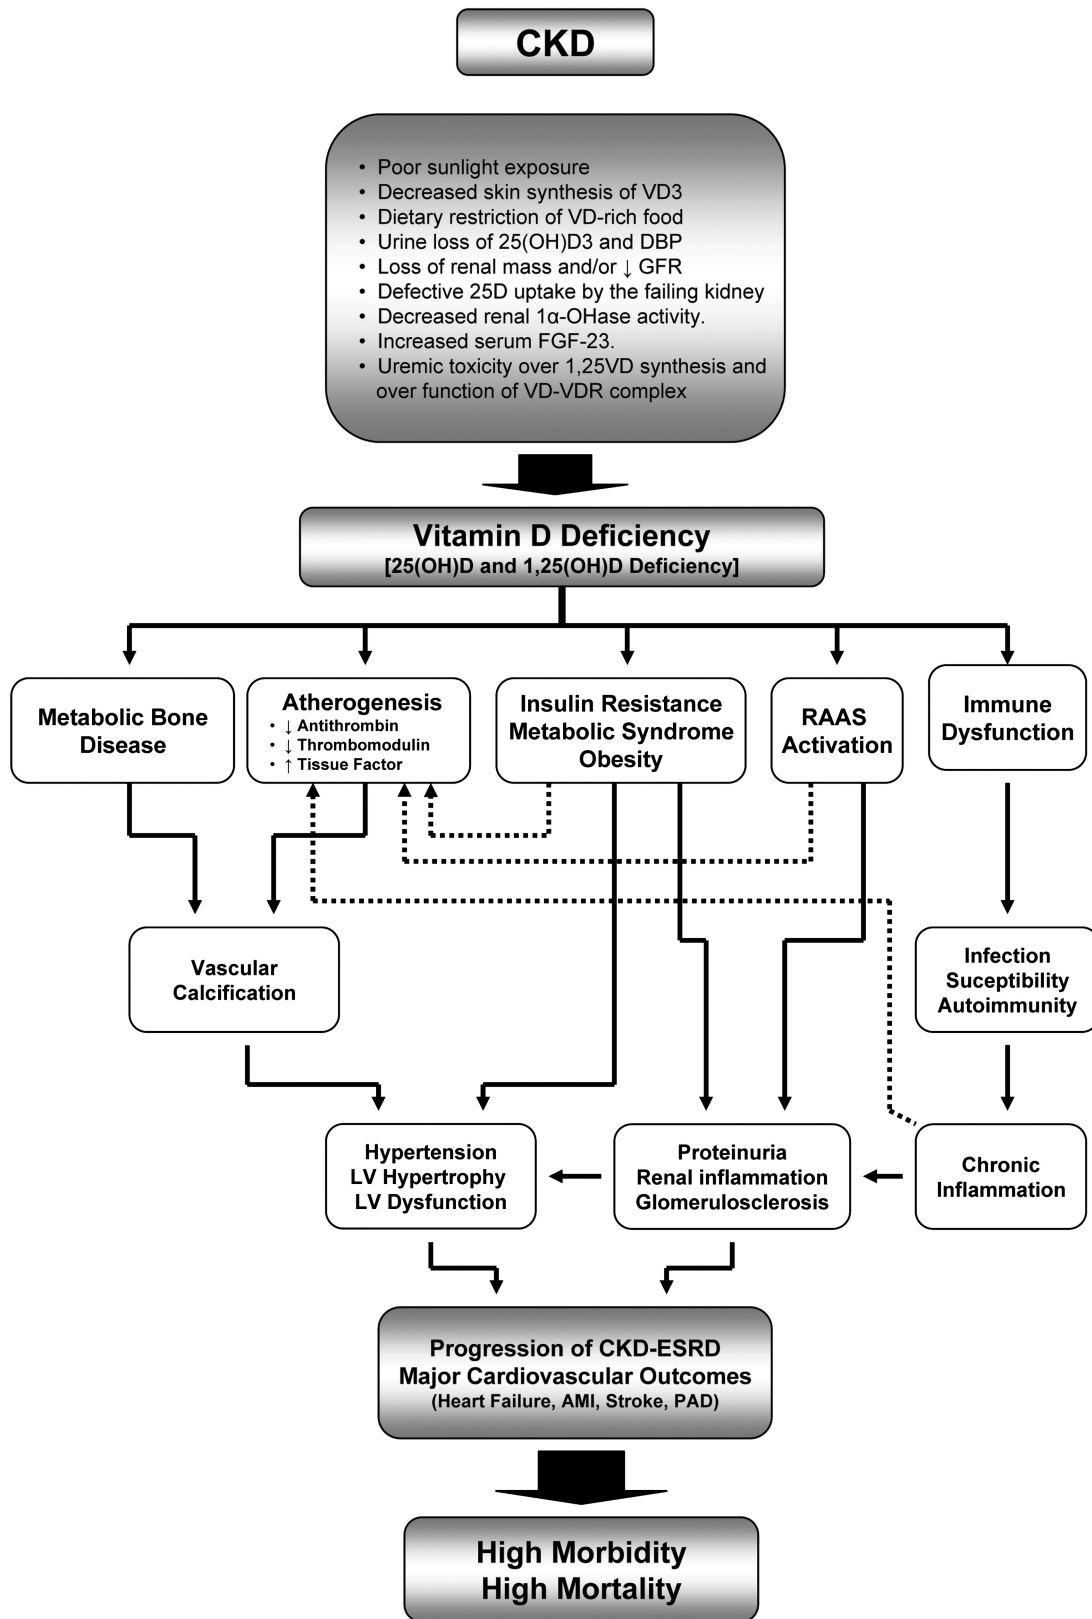 CKD
• Poor sunlight exposure
• Decreased skin synthesis of VD3
• Dietary restriction of VD-rich food
• Urine loss of 25(OH)D3 and DBP
• Loss of renal mass and/or ↓ GFR
• Defective 25D uptake by the failing kidney
• Decreased renal 1α-OHase activity.
• Increased serum FGF-23.
• Uremic toxicity over 1,25VD synthesis and
over function of VD-VDR complex
Vitamin D Deficiency
[25(OH)D and 1,25(OH)D Deficiency]
Metabolic Bone
Disease
Atherogenesis
• ↓ Antithrombin
• ↓ Thrombomodulin
• ↑ Tissue Factor
Insulin Resistance
Metabolic Syndrome
Obesity
RAAS
Activation
Immune
Dysfunction
Vascular
Calcification
Infection
Suceptibility
Autoimmunity
Hypertension
LV Hypertrophy
LV Dysfunction
Proteinuria
Renal inflammation
Glomerulosclerosis
Chronic
Inflammation
Progression of CKD-ESRD
Major Cardiovascular Outcomes
(Heart Failure, AMI, Stroke, PAD)
High Morbidity
High Mortality